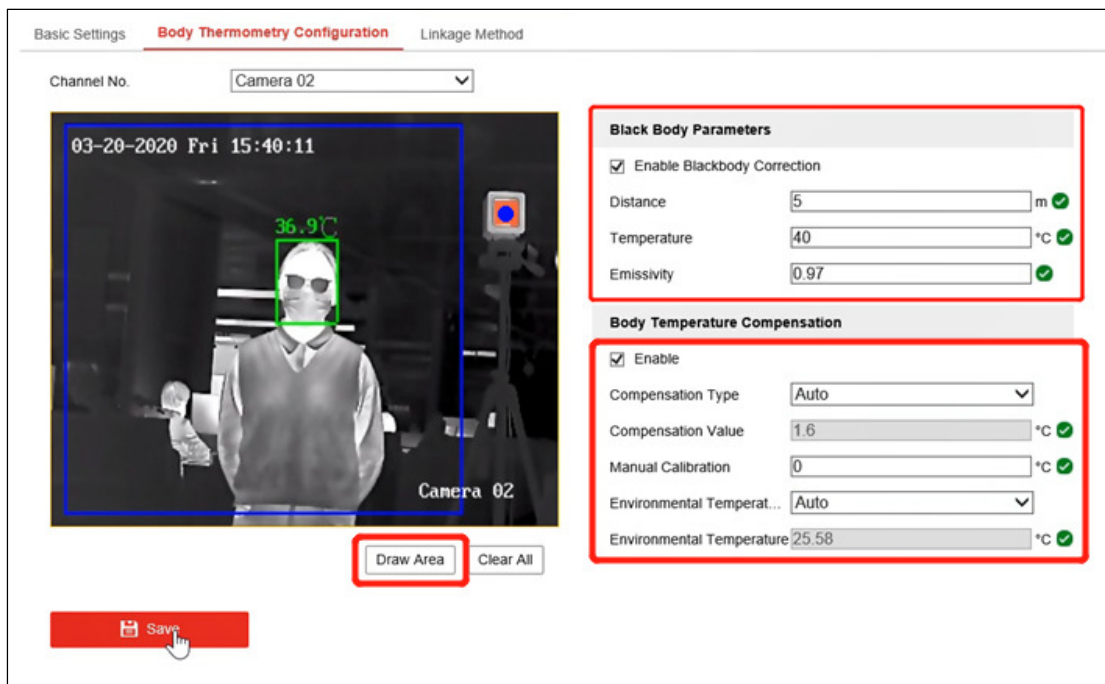 Basic Settings Body Thermometry Configuration Linkage Method
Channel No. Camera 02
03-20-2020 Fri 15:40:11
36.9℃
Camera 02
Draw Area Clear All
Save
Black Body Parameters
Enable Blackbody Correction
Distance 5 m
Temperature 40 °C
Emissivity 0.97
Body Temperature Compensation
Enable
Compensation Type Auto
Compensation Value 1.6 °C
Manual Calibration 0 °C
Environmental Temperat... Auto
Environmental Temperature 25.58 °C